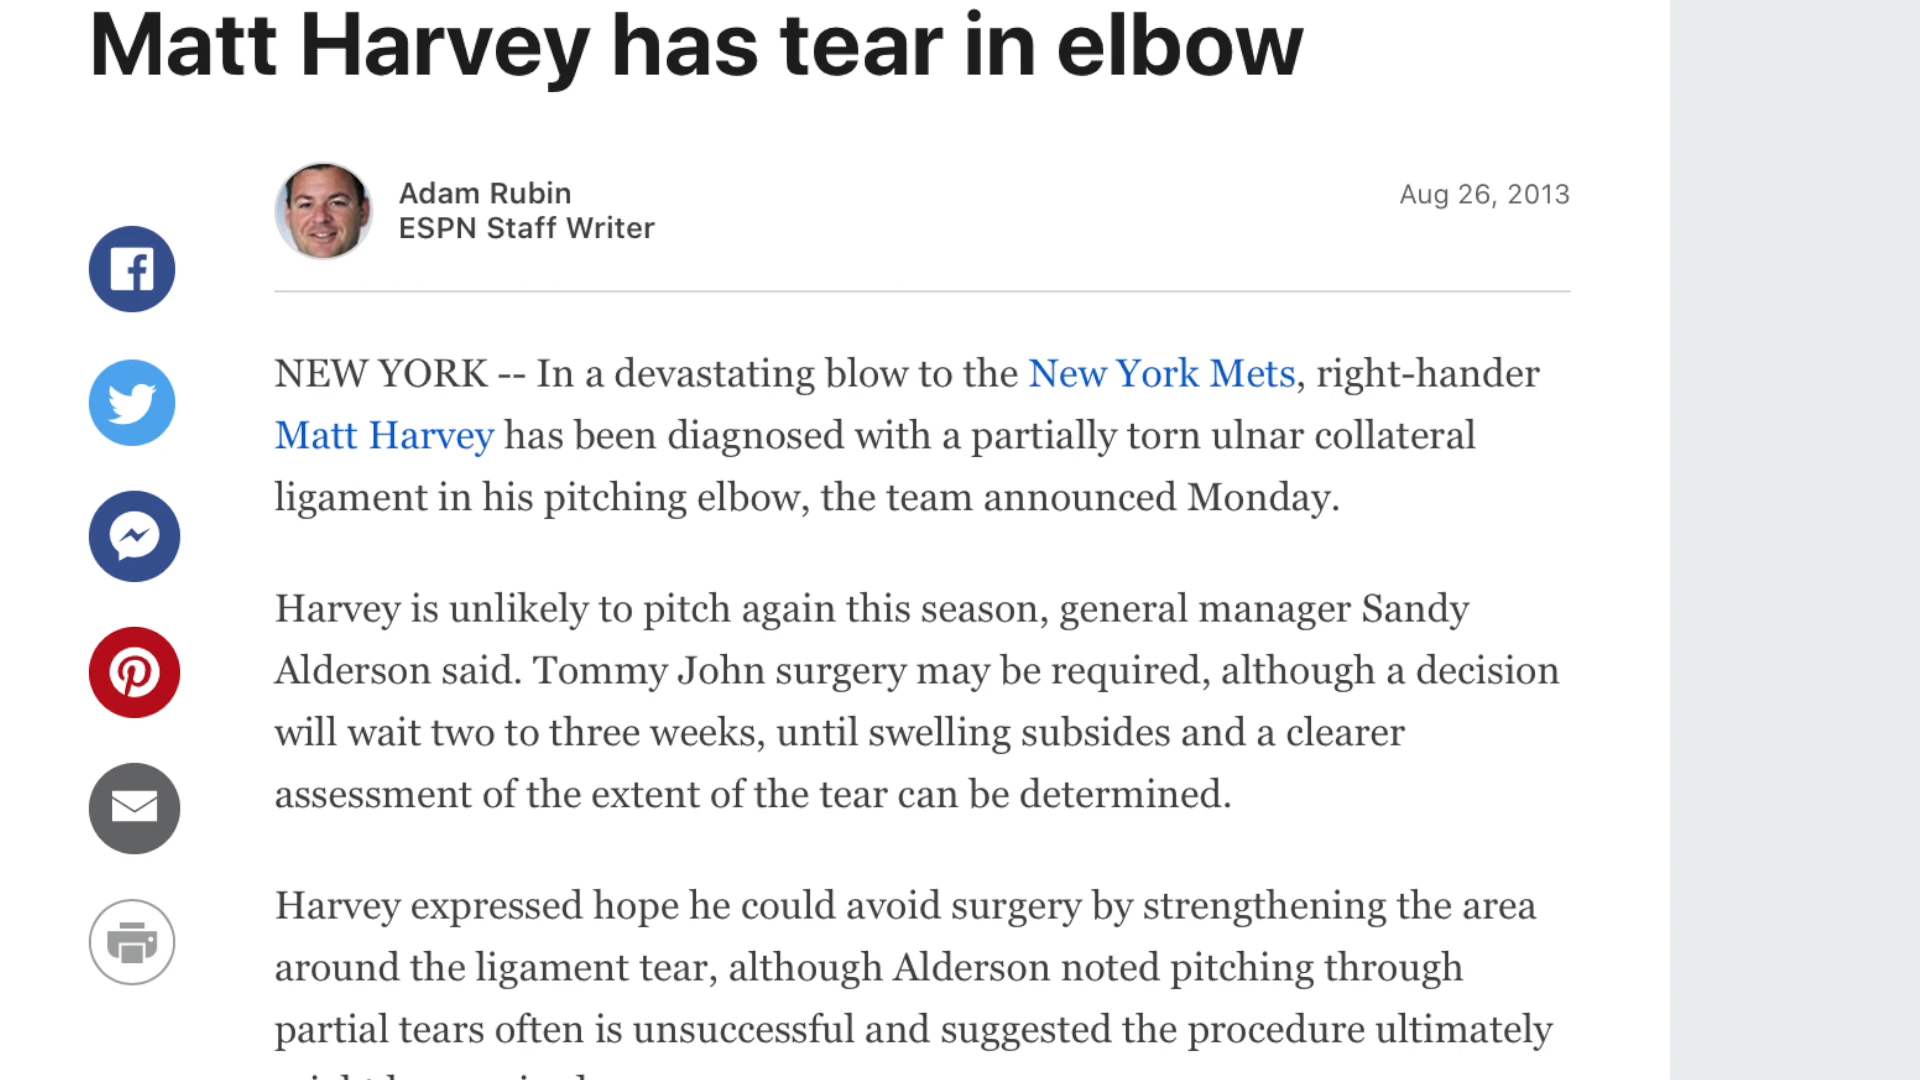 Matt Harvey has tear in elbow
Adam Rubin
ESPN Staff Writer
Aug 26, 2013
NEW YORK -- In a devastating blow to the New York Mets, right-hander
Matt Harvey has been diagnosed with a partially torn ulnar collateral
ligament in his pitching elbow, the team announced Monday.
Harvey is unlikely to pitch again this season, general manager Sandy
Alderson said. Tommy John surgery may be required, although a decision
will wait two to three weeks, until swelling subsides and a clearer
assessment of the extent of the tear can be determined.
Harvey expressed hope he could avoid surgery by strengthening the area
around the ligament tear, although Alderson noted pitching through
partial tears often is unsuccessful and suggested the procedure ultimately